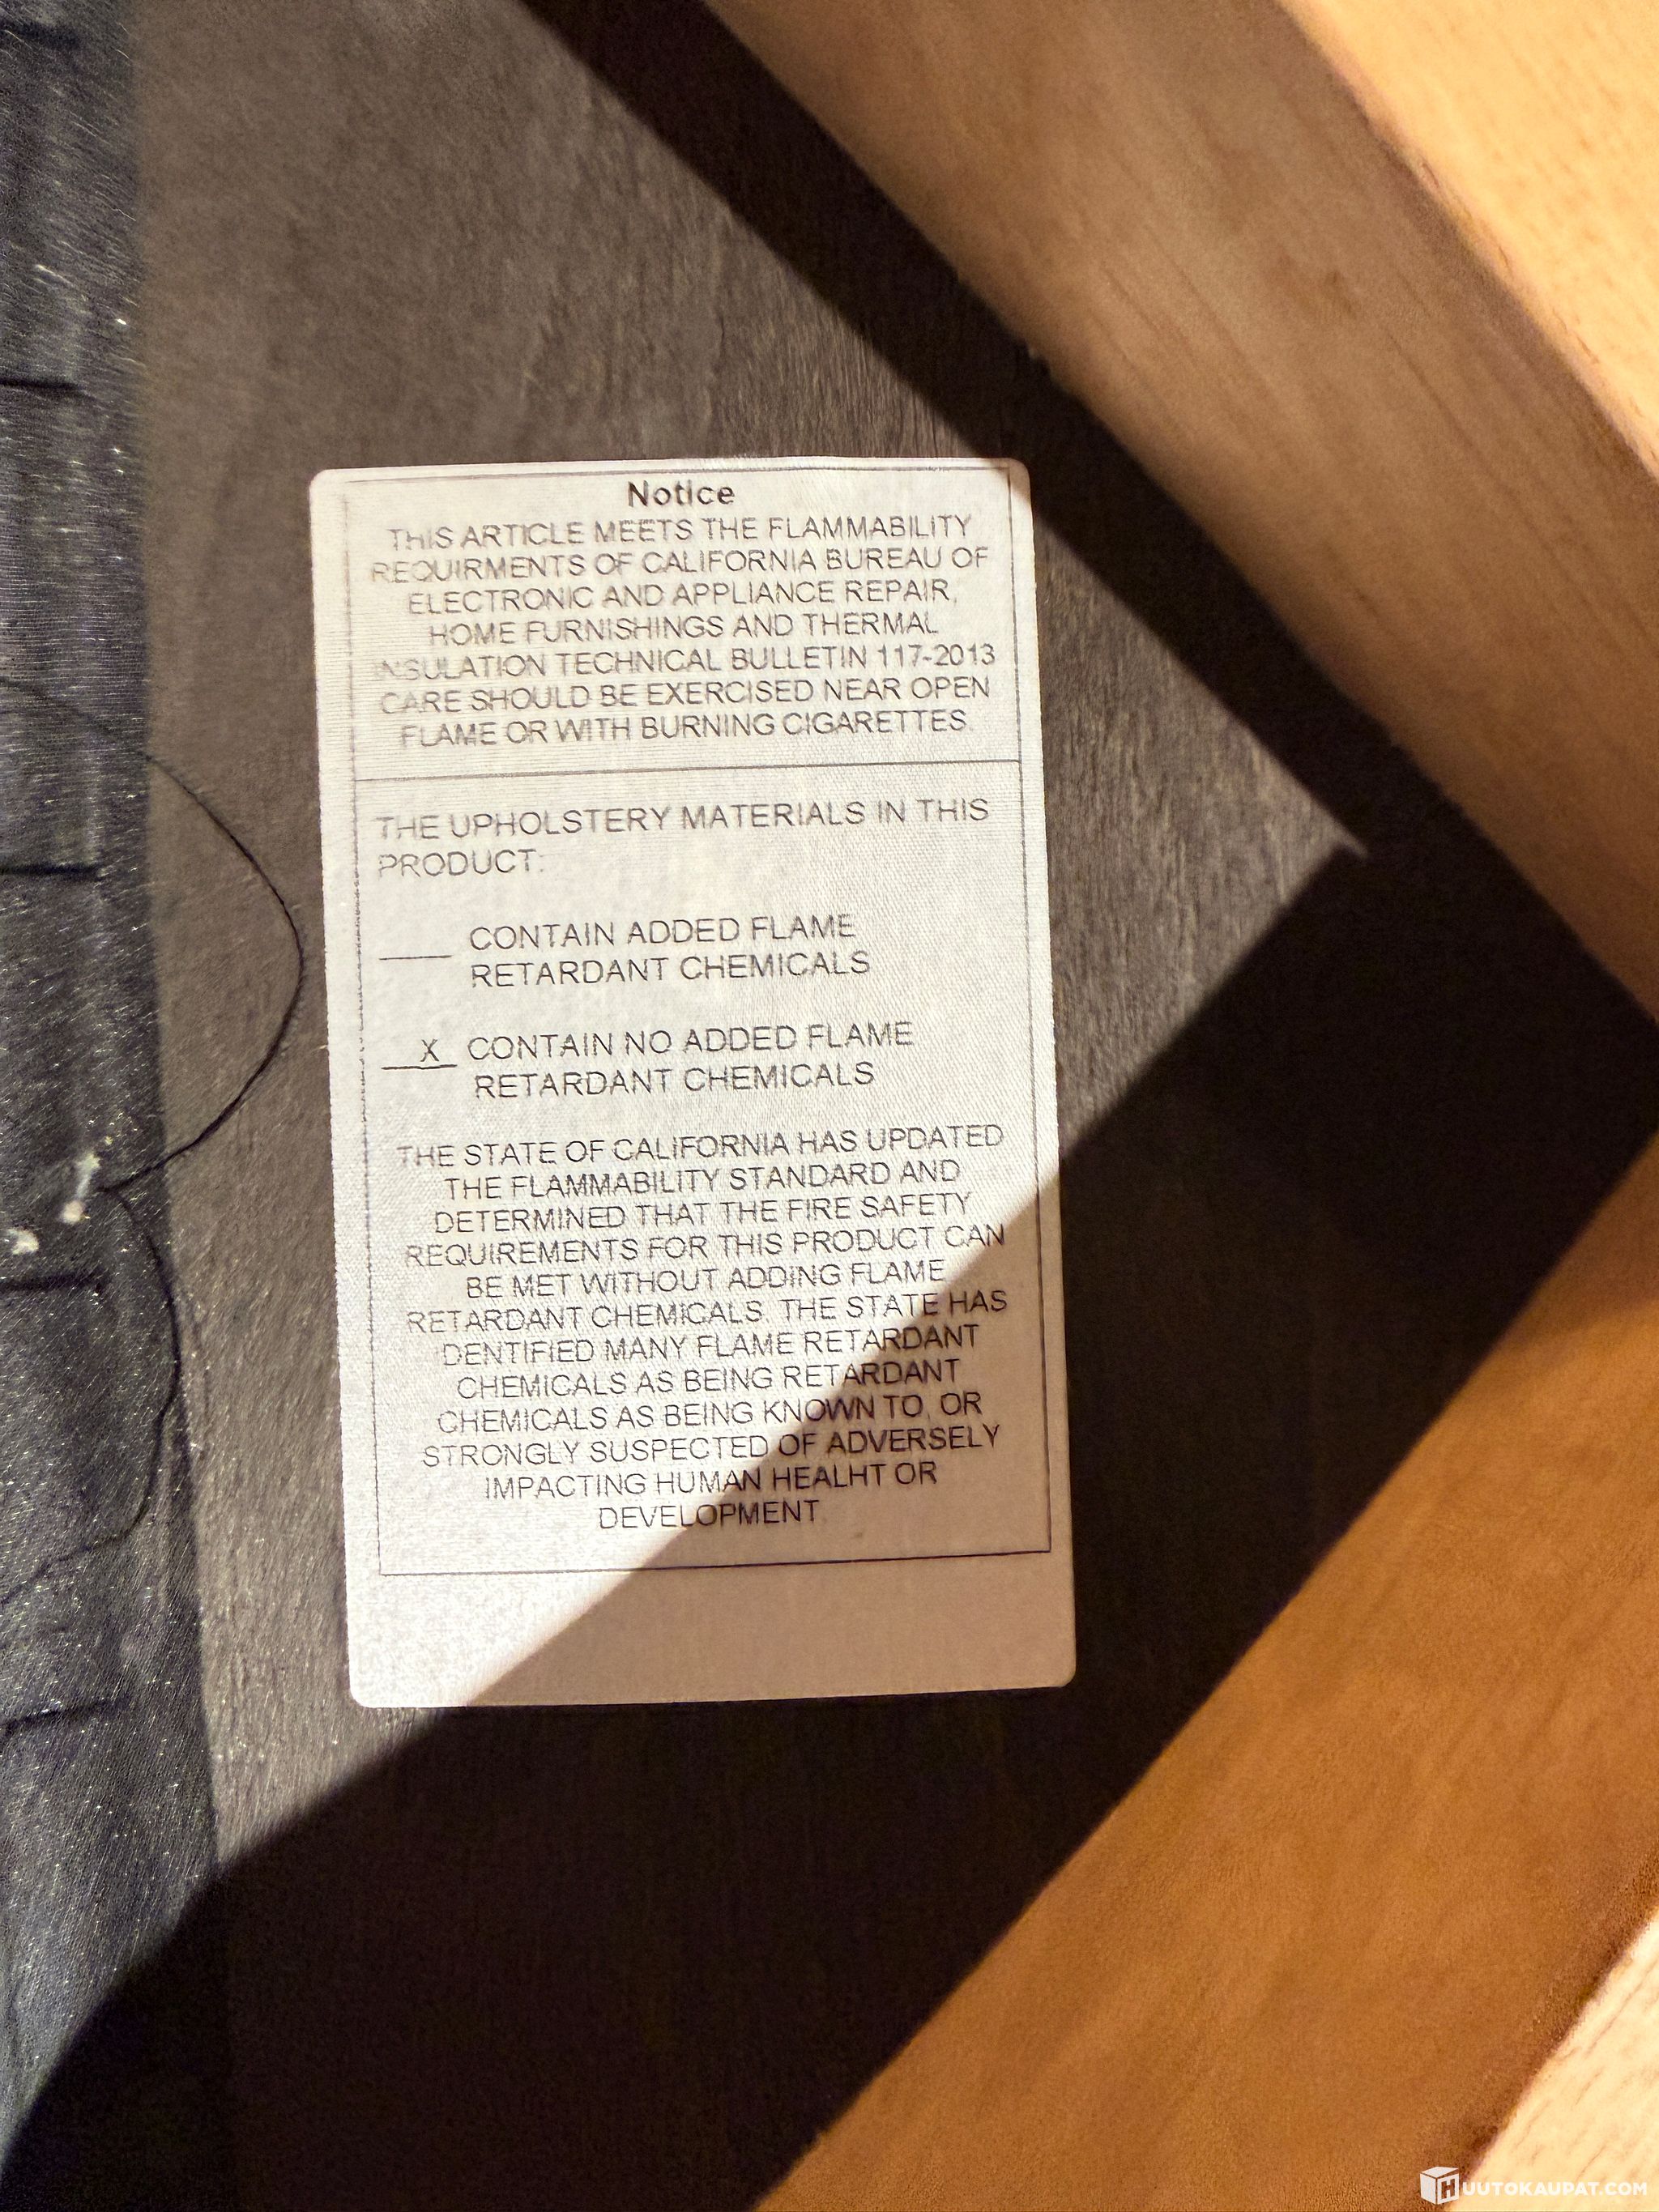 Notice
THIS ARTICLE MEETS THE FLAMMABILITY
REQUIRMENTS OF CALIFORNIA BUREAU OF
ELECTRONIC AND APPLIANCE REPAIR,
HOME FURNISHINGS AND THERMAL
INSULATION TECHNICAL BULLETIN 117-2013
CARE SHOULD BE EXERCISED NEAR OPEN
FLAME OR WITH BURNING CIGARETTES.
THE UPHOLSTERY MATERIALS IN THIS
PRODUCT:
____ CONTAIN ADDED FLAME
RETARDANT CHEMICALS
__X_ CONTAIN NO ADDED FLAME
RETARDANT CHEMICALS
THE STATE OF CALIFORNIA HAS UPDATED
THE FLAMMABILITY STANDARD AND
DETERMINED THAT THE FIRE SAFETY
REQUIREMENTS FOR THIS PRODUCT CAN
BE MET WITHOUT ADDING FLAME
RETARDANT CHEMICALS. THE STATE HAS
IDENTIFIED MANY FLAME RETARDANT
CHEMICALS AS BEING RETARDANT
CHEMICALS AS BEING KNOWN TO, OR
STRONGLY SUSPECTED OF ADVERSELY
IMPACTING HUMAN HEALHT OR
DEVELOPMENT
HUUTOKAUPAT.COM